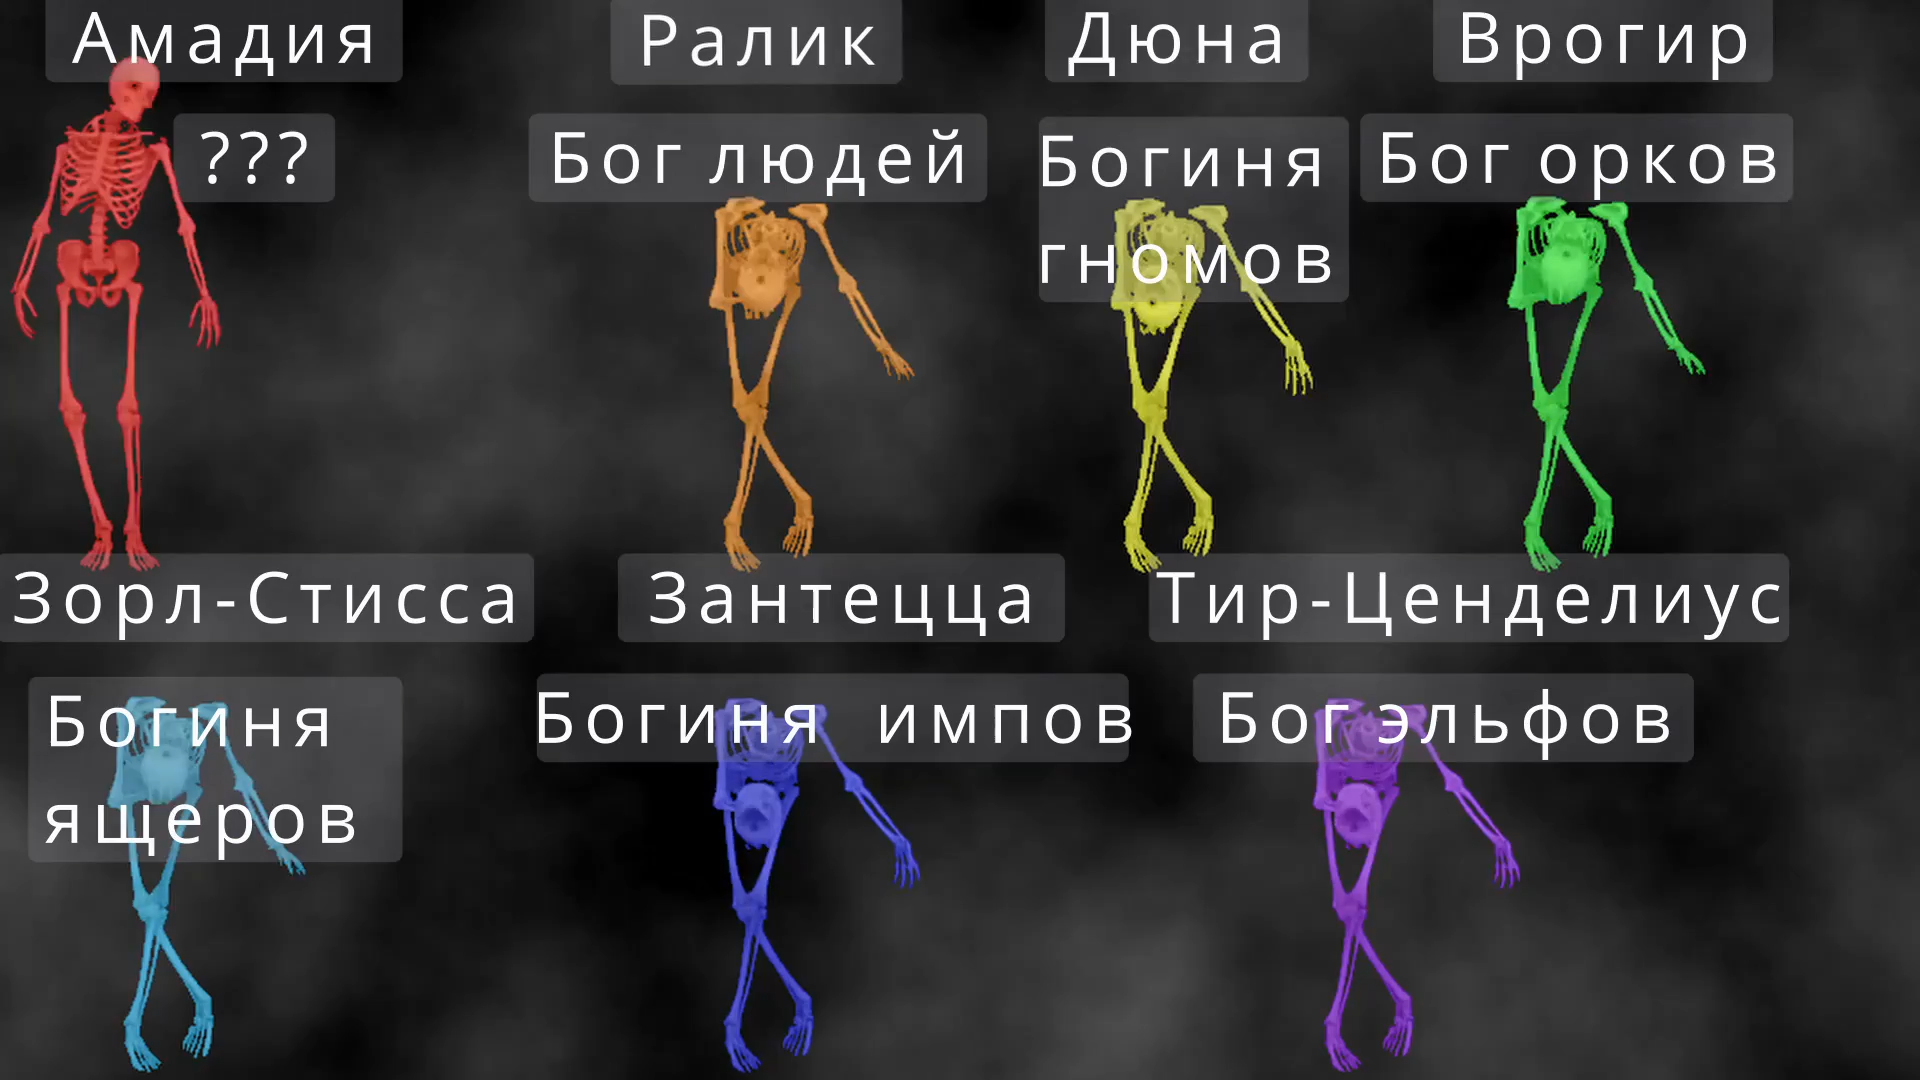 Амадия
Ралик
Дюна
Врогир
???
Бог людей
Богиня
гномов
Бог орков
Зорл-Стисса
Зантецца
Тир-Ценделиус
Богиня
ящеров
Богиня импов
Бог эльфов